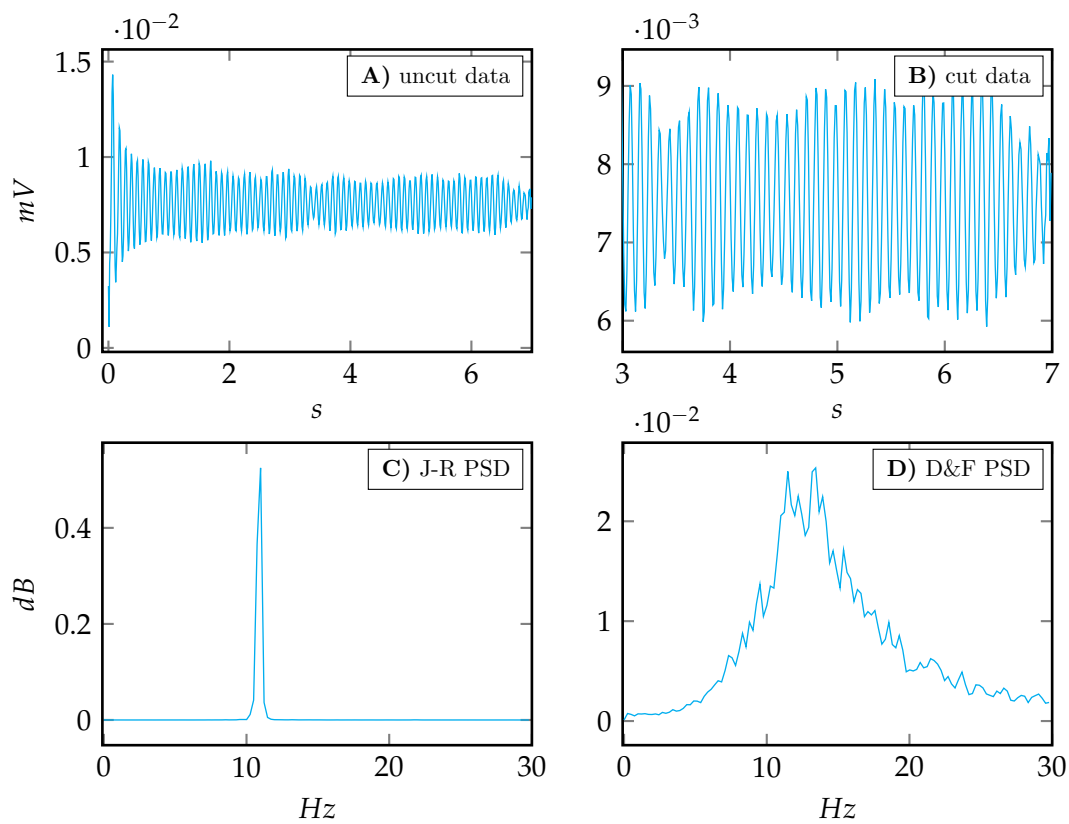 ·10−2
1.5
1
0.5
0
mV
A) uncut data
0 2 4 6
s
·10−3
9
8
7
6
B) cut data
3 4 5 6 7
s
0.4
0.2
0
dB
C) J-R PSD
0 10 20 30
Hz
·10−2
2
1
0
D) D&F PSD
0 10 20 30
Hz